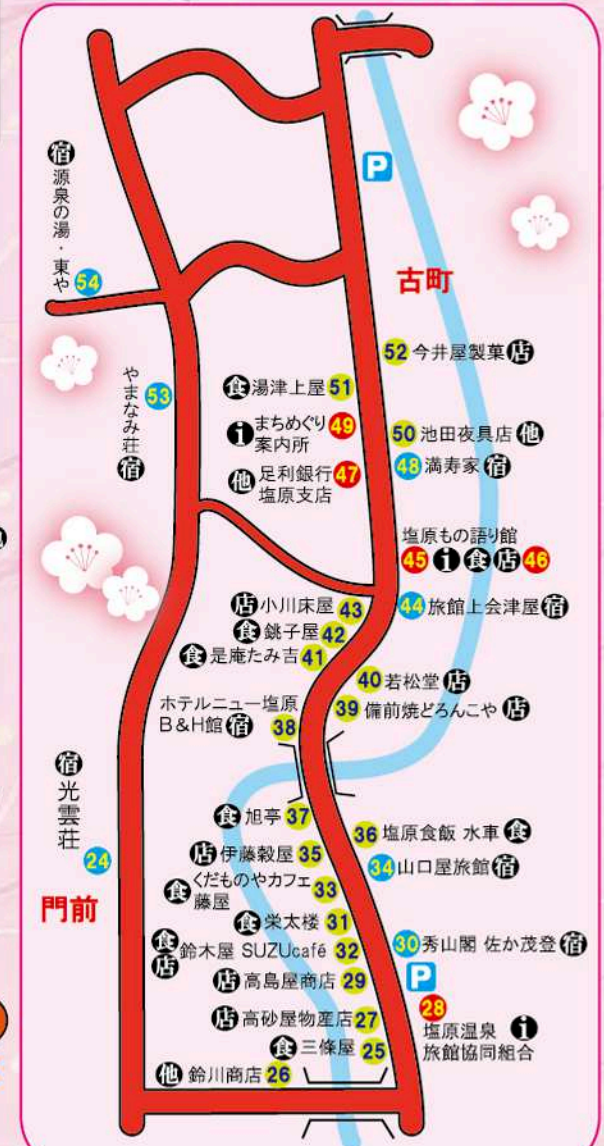 P
古町
宿 源泉の湯・東や 54
52 今井屋製菓 店
やまなみ荘 宿 53
食 湯津上屋 51
i まちめぐり 49
案内所
50 池田夜具店 他
他 足利銀行 47
塩原支店
48 満寿家 宿
塩原もの語り館
45 i 食 店 46
店 小川床屋 43
44 旅館上会津屋 宿
食 銚子屋 42
食 是庵たみ吉 41
40 若松堂 店
39 備前焼どろんこや 店
ホテルニュー塩原
B&H館 宿 38
宿 光雲荘 24
門前
食 旭亭 37
36 塩原食飯 水車 食
店 伊藤穀屋 35
34 山口屋旅館 宿
食 くだものやカフェ 33
藤屋
食 栄太楼 31
食 店 鈴木屋 SUZUcafé 32
30 秀山閣 佐か茂登 宿
P
店 高島屋商店 29
28
塩原温泉 i
旅館協同組合
店 高砂屋物産店 27
食 三條屋 25
他 鈴川商店 26